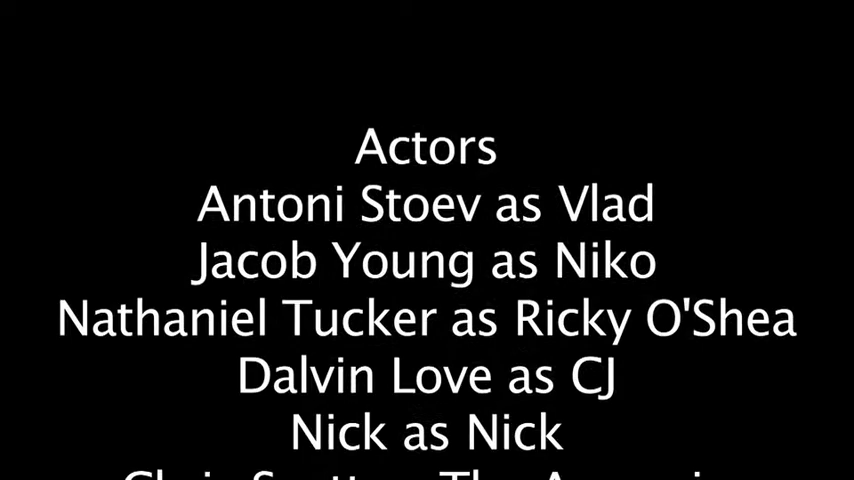 Actors
Antoni Stoev as Vlad
Jacob Young as Niko
Nathaniel Tucker as Ricky O'Shea
Dalvin Love as CJ
Nick as Nick